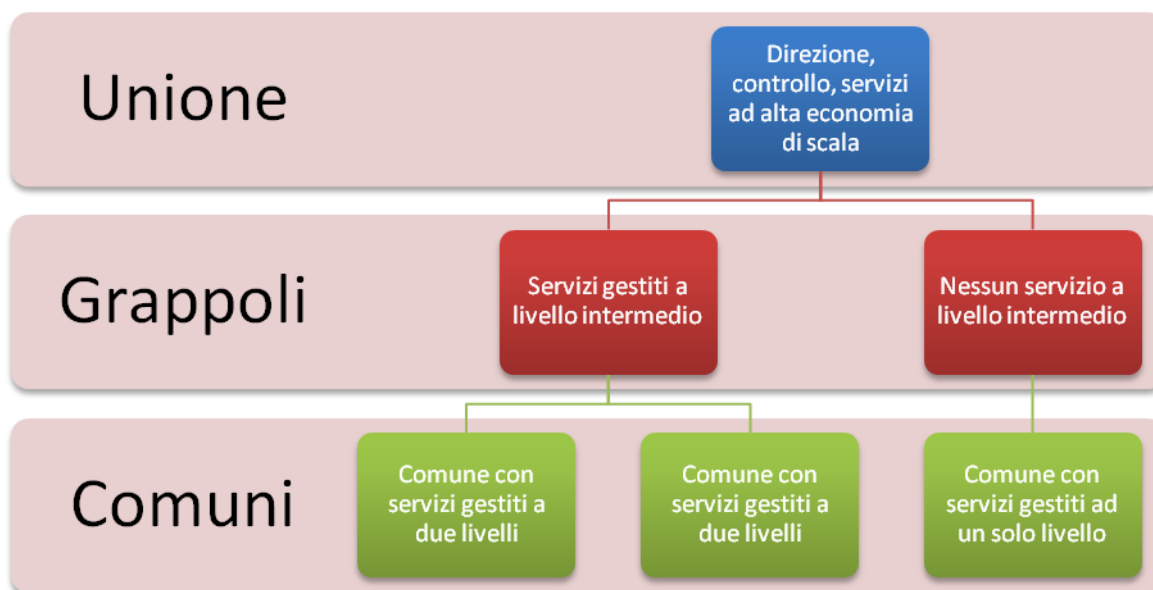 Unione
Direzione,
controllo, servizi
ad alta economia
di scala
Grappoli
Servizi gestiti a
livello intermedio
Nessun servizio a
livello intermedio
Comuni
Comune con
servizi gestiti a
due livelli
Comune con
servizi gestiti a
due livelli
Comune con
servizi gestiti ad
un solo livello